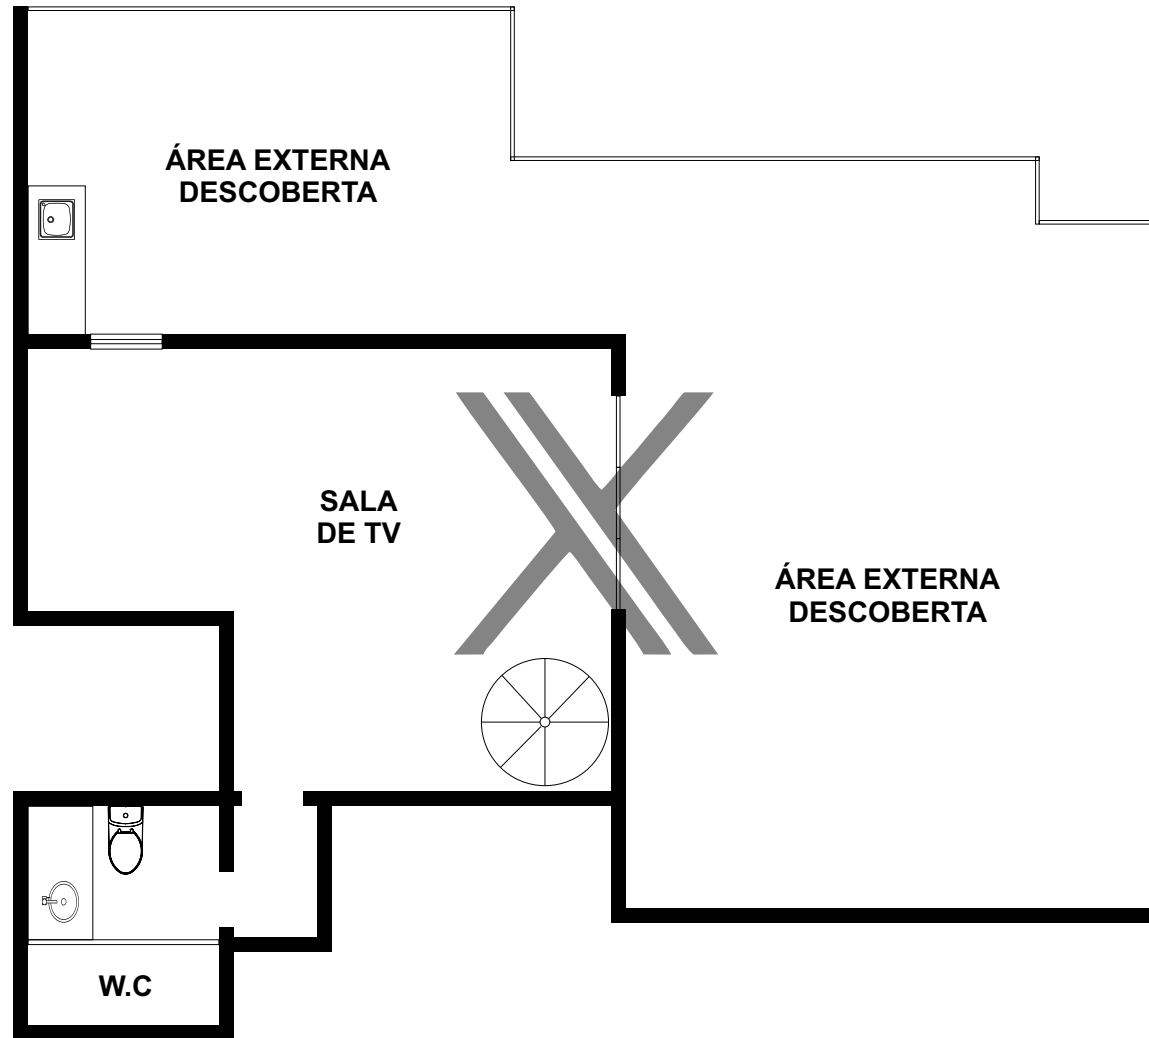 ÁREA EXTERNA
DESCOBERTA
SALA
DE TV
ÁREA EXTERNA
DESCOBERTA
W.C